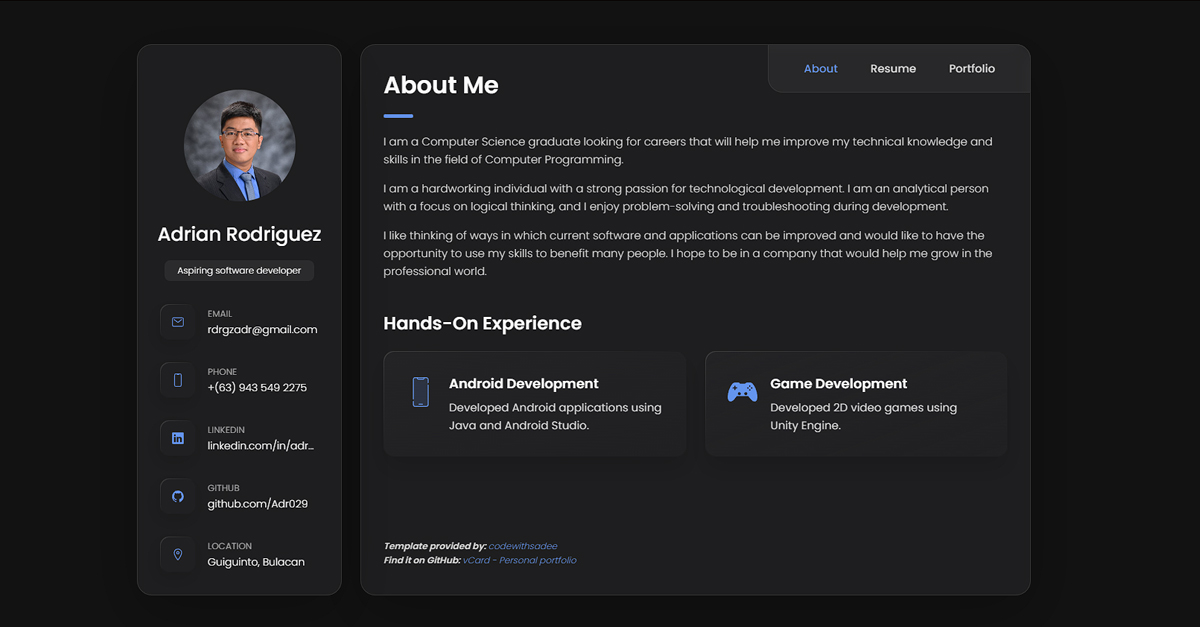 Adrian Rodriguez
Aspiring software developer
EMAIL
rdrgzadr@gmail.com
PHONE
+(63) 943 549 2275
LINKEDIN
linkedin.com/in/adr...
GITHUB
github.com/Adr029
LOCATION
Guiguinto, Bulacan
About Resume Portfolio
About Me
I am a Computer Science graduate looking for careers that will help me improve my technical knowledge and
skills in the field of Computer Programming.
I am a hardworking individual with a strong passion for technological development. I am an analytical person
with a focus on logical thinking, and I enjoy problem-solving and troubleshooting during development.
I like thinking of ways in which current software and applications can be improved and would like to have the
opportunity to use my skills to benefit many people. I hope to be in a company that would help me grow in the
professional world.
Hands-On Experience
Android Development
Developed Android applications using
Java and Android Studio.
Game Development
Developed 2D video games using
Unity Engine.
Template provided by: codewithsadee
Find it on GitHub: vCard - Personal portfolio